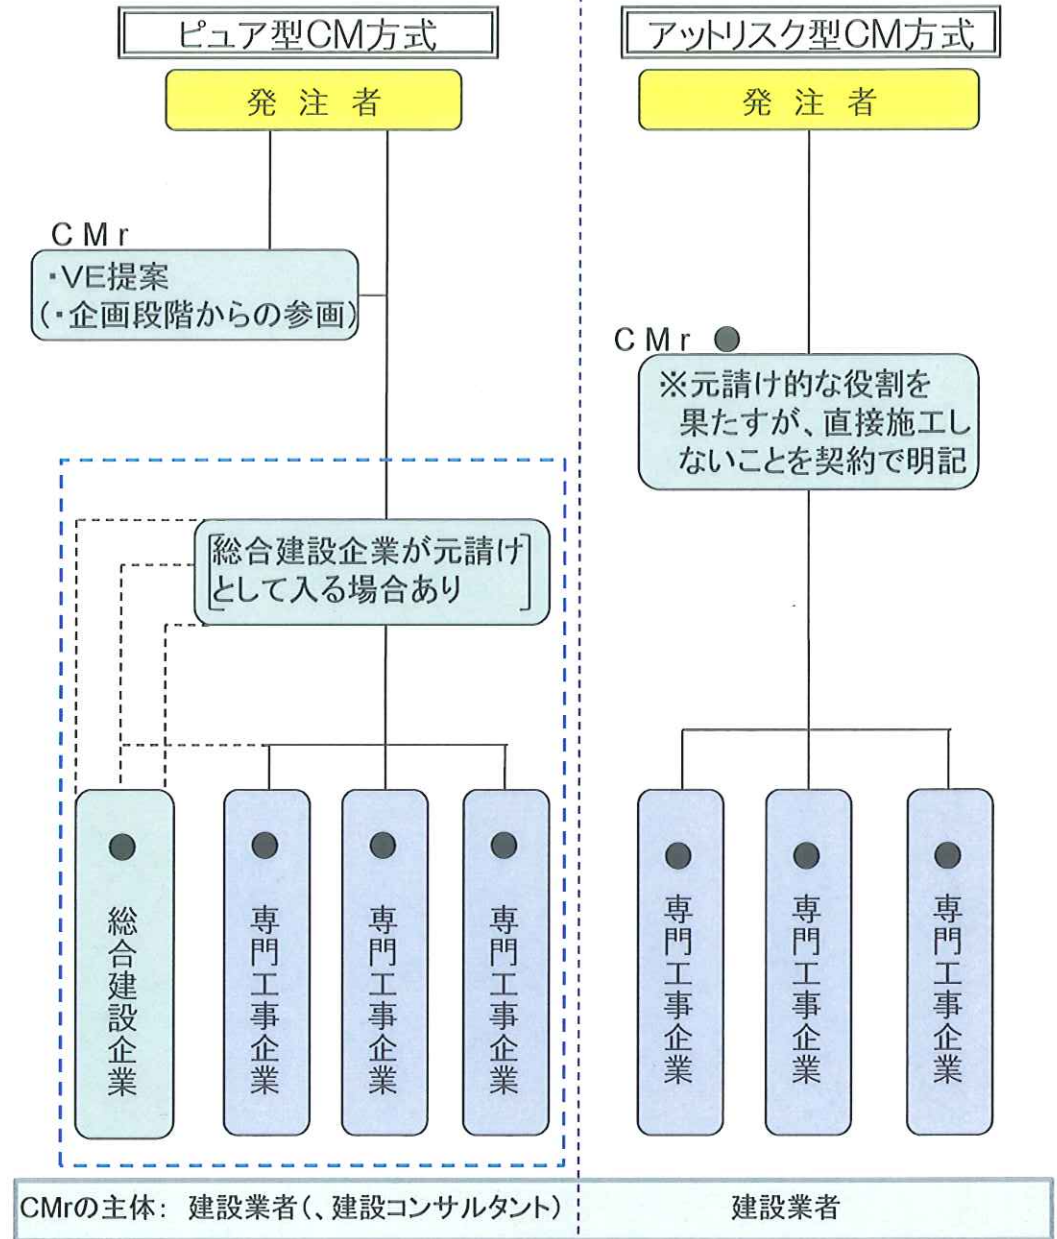 ピュア型CM方式
発 注 者
CMr
・VE提案
(・企画段階からの参画)
[総合建設企業が元請け
として入る場合あり]
総合建設企業
専門工事企業
専門工事企業
専門工事企業
アットリスク型CM方式
発 注 者
CMr ●
※元請け的な役割を
果たすが、直接施工し
ないことを契約で明記
専門工事企業
専門工事企業
専門工事企業
CMrの主体: 建設業者(、建設コンサルタント)
建設業者